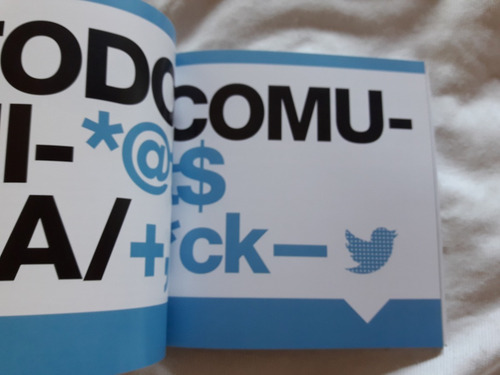 TODO COMU-
I-*@$
A/+;*ck—